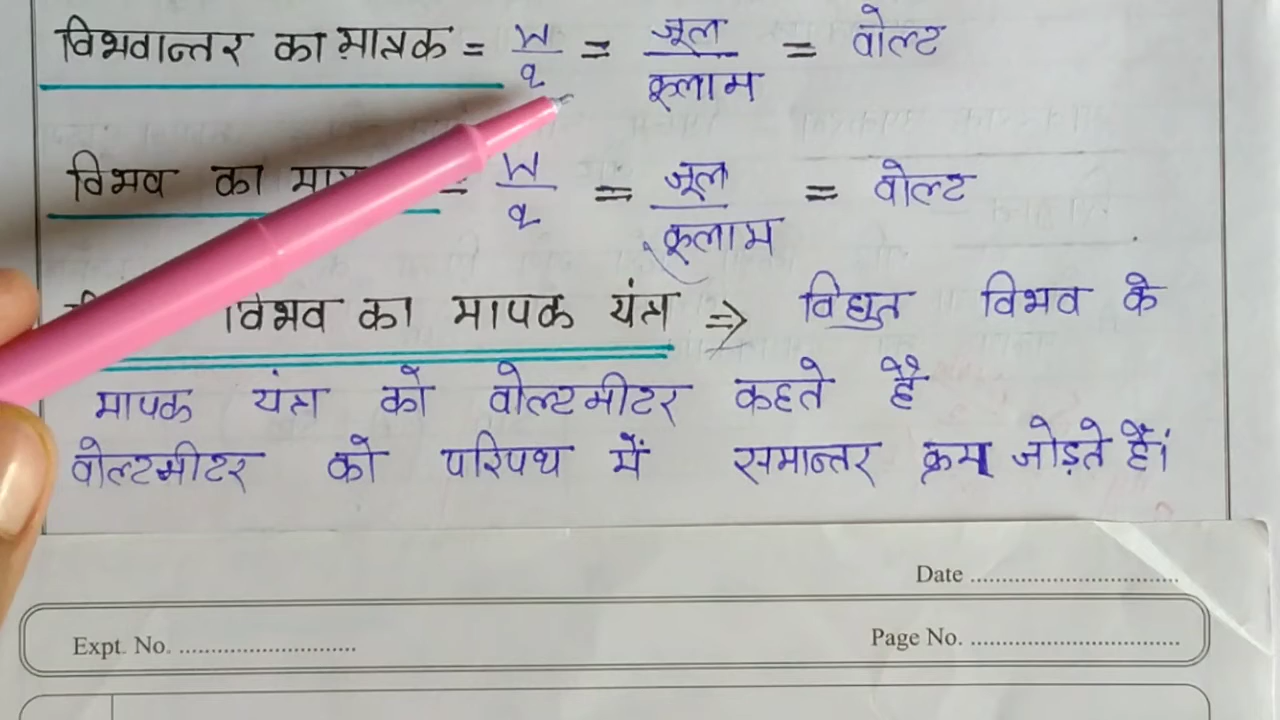 विभवान्तर का मात्रक = W/q = जूल/कूलाम = वोल्ट
विभव का = W/q = जूल/कूलाम = वोल्ट
विभव का मापक यंत्र ⇒ विद्युत विभव के
मापक यंत्र को वोल्टमीटर कहते है
वोल्टमीटर को परिपथ में समान्तर क्रम जोड़ते हैं।
Date ................................
Expt. No. ...........................
Page No. ................................